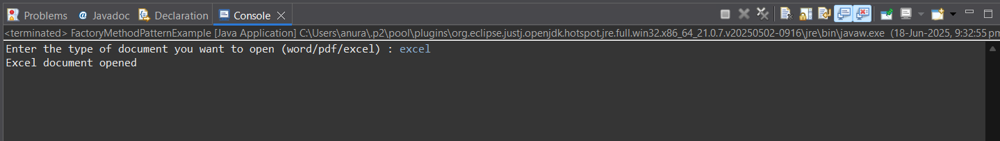 Problems @ Javadoc Declaration Console
<terminated> FactoryMethodPatternExample [Java Application] C:\Users\anura\.p2\pool\plugins\org.eclipse.justj.openjdk.hotspot.jre.full.win32.x86_64_21.0.7.v20250502-0916\jre\bin\javaw.exe (18-Jun-2025, 9:32:55 pm
Enter the type of document you want to open (word/pdf/excel) : excel
Excel document opened